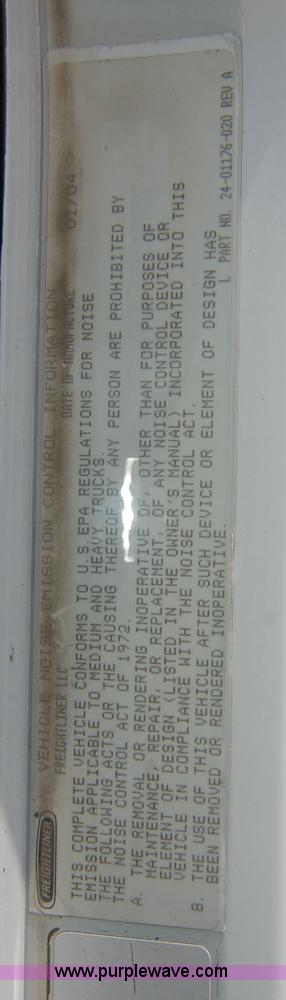 FREIGHTLINER
VEHICLE NOISE EMISSION CONTROL INFORMATION
FREIGHTLINER LLC DATE OF MANUFACTURE 01/04
THIS COMPLETE VEHICLE CONFORMS TO U.S.EPA REGULATIONS FOR NOISE
EMISSION APPLICABLE TO MEDIUM AND HEAVY TRUCKS.
THE FOLLOWING ACTS OR THE CAUSING THEREOF BY ANY PERSON ARE PROHIBITED BY
THE NOISE CONTROL ACT OF 1972.
A. THE REMOVAL OR RENDERING INOPERATIVE OF, OTHER THAN FOR PURPOSES OF
MAINTENANCE, REPAIR, OR REPLACEMENT, OF ANY NOISE CONTROL DEVICE OR
ELEMENT OF DESIGN (LISTED IN THE OWNER'S MANUAL) INCORPORATED INTO THIS
VEHICLE IN COMPLIANCE WITH THE NOISE CONTROL ACT.
B. THE USE OF THIS VEHICLE AFTER SUCH DEVICE OR ELEMENT OF DESIGN HAS
BEEN REMOVED OR RENDERED INOPERATIVE.
L PART NO. 24-01176-020 REV A
www.purplewave.com